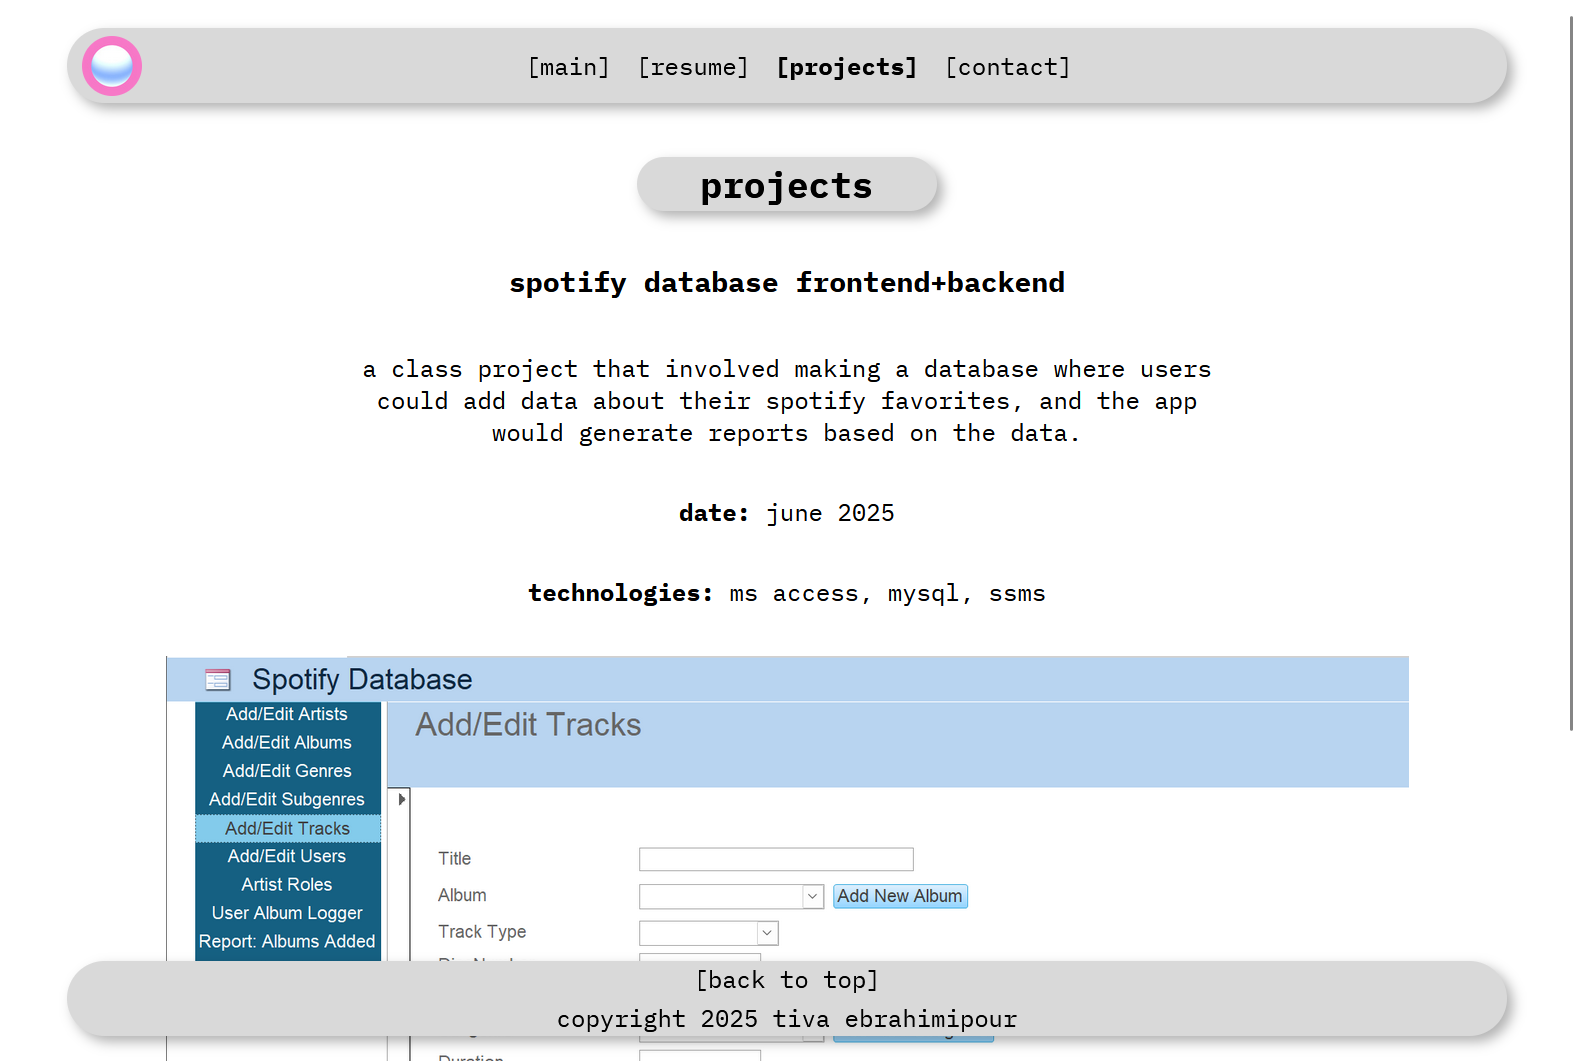 [main] [resume] [projects] [contact]
projects
spotify database frontend+backend
a class project that involved making a database where users
could add data about their spotify favorites, and the app
would generate reports based on the data.
date: june 2025
technologies: ms access, mysql, ssms
Spotify Database
Add/Edit Artists
Add/Edit Tracks
Add/Edit Albums
Add/Edit Genres
Add/Edit Subgenres
Add/Edit Tracks
Add/Edit Users
Artist Roles
User Album Logger
Report: Albums Added
Title
Album
Add New Album
Track Type
[back to top]
copyright 2025 tiva ebrahimipour
Duration